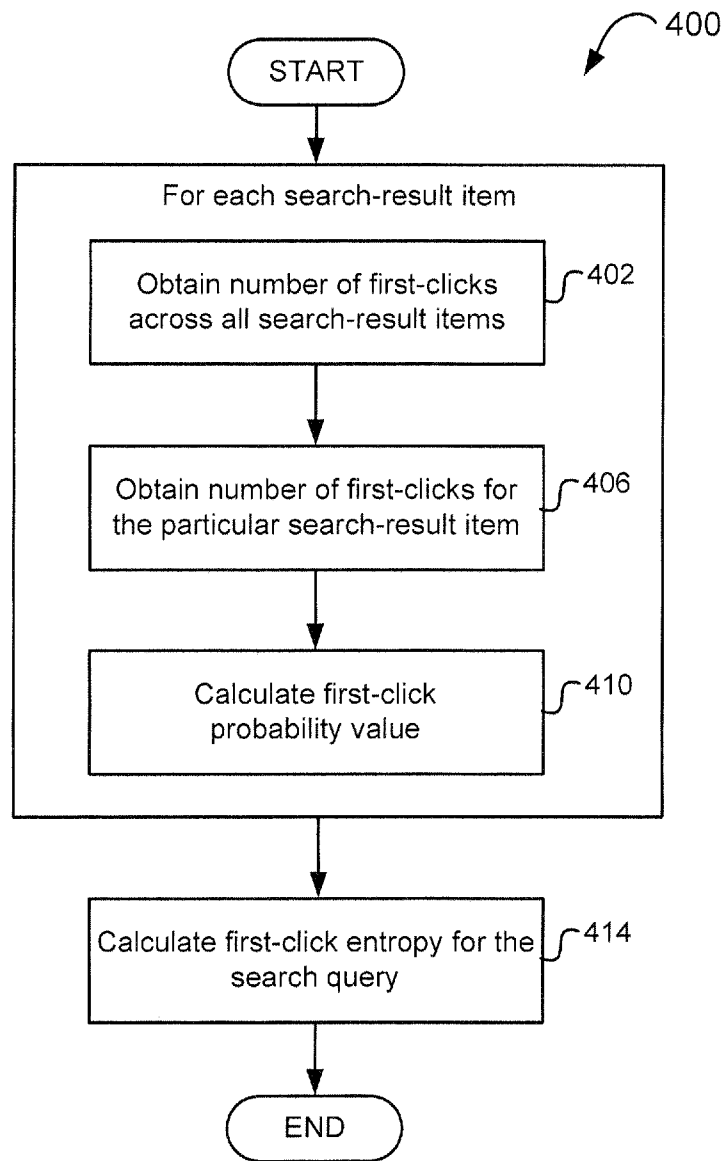 400
START
For each search-result item
Obtain number of first-clicks
across all search-result items
402
Obtain number of first-clicks for
the particular search-result item
406
Calculate first-click
probability value
410
Calculate first-click entropy for the
search query
414
END